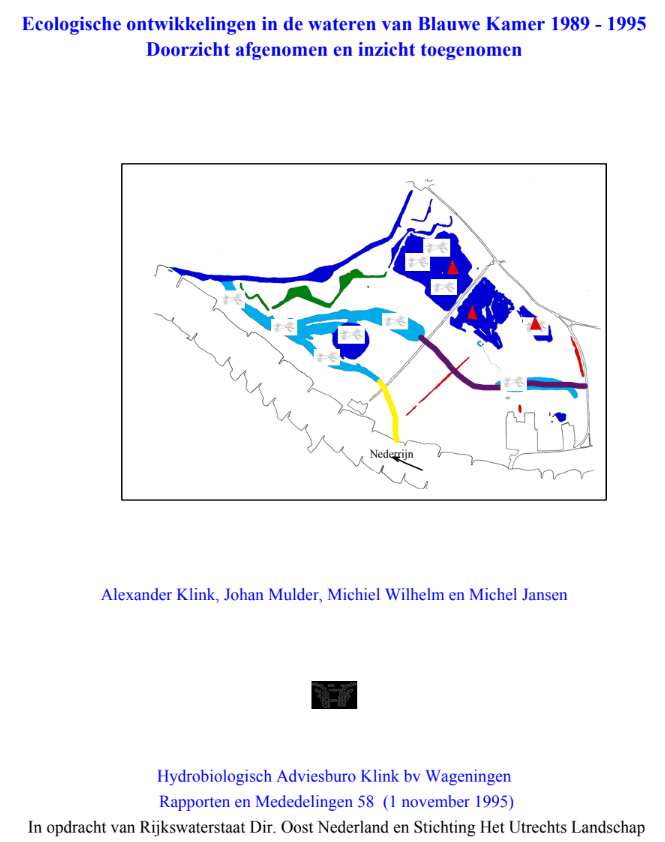 Ecologische ontwikkelingen in de wateren van Blauwe Kamer 1989 - 1995
Doorzicht afgenomen en inzicht toegenomen
Nederrijn
Alexander Klink, Johan Mulder, Michiel Wilhelm en Michel Jansen
Hydrobiologisch Adviesburo Klink bv Wageningen
Rapporten en Mededelingen 58 (1 november 1995)
In opdracht van Rijkswaterstaat Dir. Oost Nederland en Stichting Het Utrechts Landschap